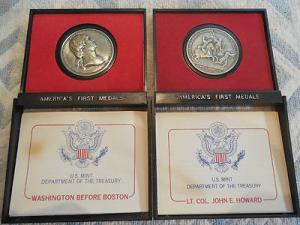 AMERICA'S FIRST MEDALS
AMERICA'S FIRST MEDALS
U.S. MINT
DEPARTMENT OF THE TREASURY
WASHINGTON BEFORE BOSTON
U.S. MINT
DEPARTMENT OF THE TREASURY
LT. COL. JOHN E. HOWARD